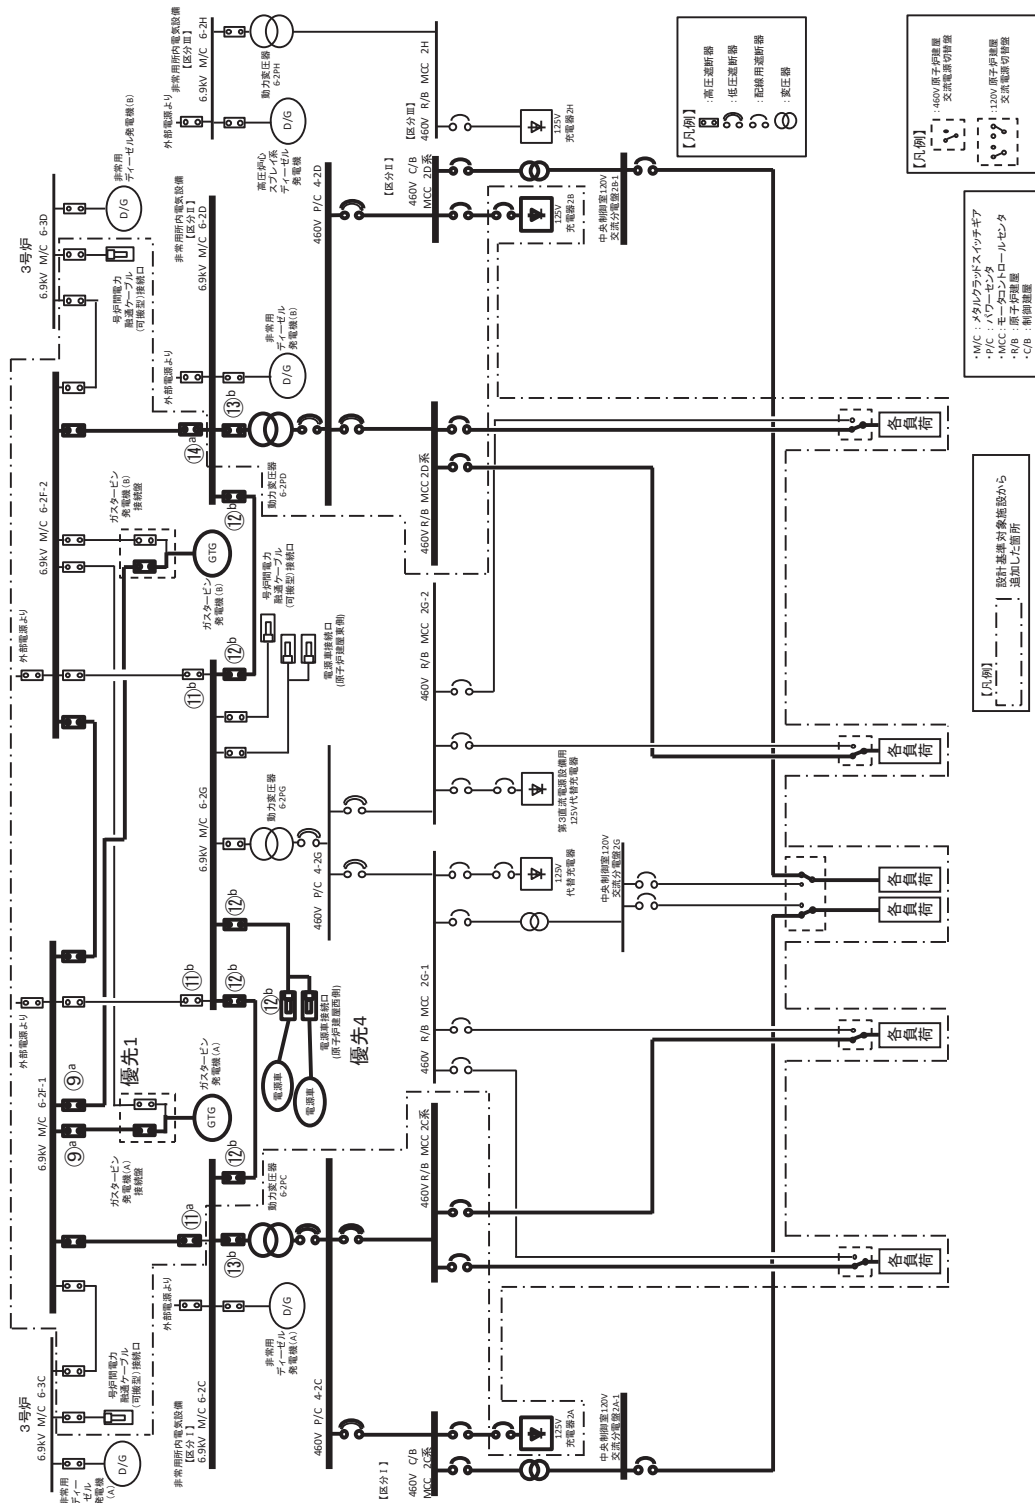 3号炉
6.9kV M/C 6-3C
非常用
ディー
ゼル
発電機
(A)
D/G
号炉間電力
融通ケーブル
(可搬型)接続口
外部電源より
6.9kV M/C 6-2F-1
⑨a
⑨a
優先1
ガスタービン
発電機(A)
接続盤
ガスタービン
発電機(A)
GTG
外部電源より
6.9kV M/C 6-2F-2
ガスタービン
発電機(B)
接続盤
ガスタービン
発電機(B)
GTG
3号炉
6.9kV M/C 6-3D
非常用
ディーゼル発電機(B)
D/G
号炉間電力
融通ケーブル
(可搬型)接続口
非常用所内電気設備
【区分Ⅰ】
6.9kV M/C 6-2C
外部電源より
非常用
ディーゼル
発電機(A)
D/G
⑪a
⑬b
⑫b
動力変圧器
6-2PC
460V P/C 4-2C
⑪b
⑫b
⑫b
⑫b
電源車
電源車
電源車接続口
(原子炉建屋西側)
優先4
6.9kV M/C 6-2G
動力変圧器
6-2PG
460V P/C 4-2G
⑪b
⑫b
号炉間電力
融通ケーブル
(可搬型)接続口
電源車接続口
(原子炉建屋東側)
⑫b
⑭a
⑬b
動力変圧器
6-2PD
外部電源より
非常用
ディーゼル
発電機(B)
D/G
非常用所内電気設備
【区分Ⅱ】
6.9kV M/C 6-2D
460V P/C 4-2D
外部電源より
非常用所内電気設備
【区分Ⅲ】
6.9kV M/C 6-2H
動力変圧器
6-2PH
D/G
高圧炉心
スプレイ系
ディーゼル
発電機
【区分Ⅰ】
460V C/B
MCC 2C系
125V
充電器2A
中央制御室120V
交流分電盤2A-1
460V R/B MCC 2C系
460V R/B MCC 2G-1
125V
代替充電器
中央制御室120V
交流分電盤2G
460V R/B MCC 2G-2
第3直流電源設備用
125V代替充電器
460V R/B MCC 2D系
【区分Ⅱ】
460V C/B
MCC 2D系
125V
充電器2B
中央制御室120V
交流分電盤2B-1
【区分Ⅲ】
460V R/B MCC 2H
125V
充電器2H
各負荷
各負荷
各負荷
各負荷
各負荷
各負荷
【凡例】
設計基準対象施設から
追加した箇所
【凡例】
:高圧遮断器
:低圧遮断器
:配線用遮断器
:変圧器
・M/C :メタルクラッドスイッチギア
・P/C :パワーセンタ
・MCC :モータコントロールセンタ
・R/B :原子炉建屋
・C/B :制御建屋
【凡例】
:460V原子炉建屋
交流電源切替盤
:120V原子炉建屋
交流電源切替盤